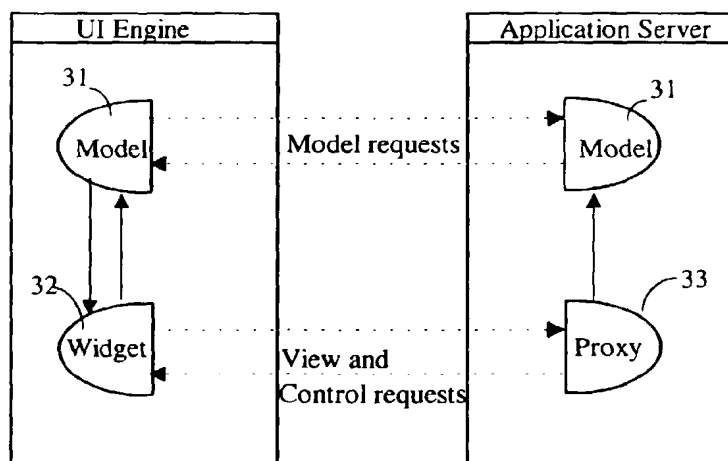 UI Engine
Application Server
31
31
Model
Model requests
Model
32
33
Widget
Proxy
View and
Control requests